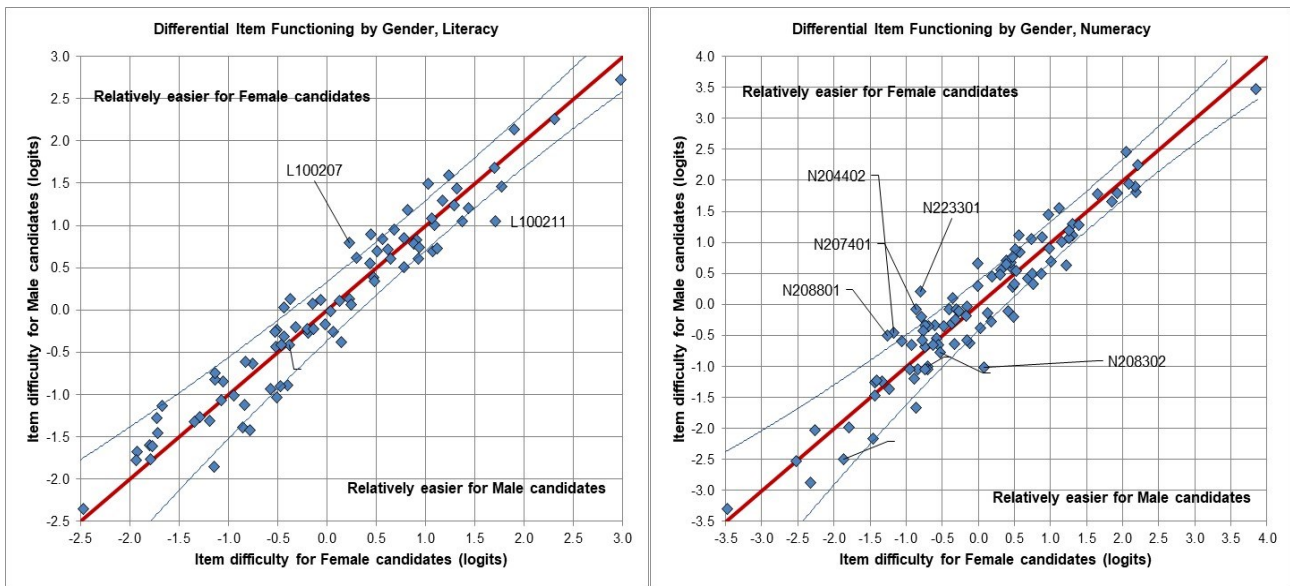 Differential Item Functioning by Gender, Literacy
Item difficulty for Male candidates (logits)
3.0
2.5
2.0
1.5
1.0
0.5
0.0
-0.5
-1.0
-1.5
-2.0
-2.5
Relatively easier for Female candidates
L100207
L100211
Relatively easier for Male candidates
-2.5 -2.0 -1.5 -1.0 -0.5 0.0 0.5 1.0 1.5 2.0 2.5 3.0
Item difficulty for Female candidates (logits)
Differential Item Functioning by Gender, Numeracy
Item difficulty for Male candidates (logits)
4.0
3.5
3.0
2.5
2.0
1.5
1.0
0.5
0.0
-0.5
-1.0
-1.5
-2.0
-2.5
-3.0
-3.5
Relatively easier for Female candidates
N204402
N223301
N207401
N208801
N208302
Relatively easier for Male candidates
-3.5 -3.0 -2.5 -2.0 -1.5 -1.0 -0.5 0.0 0.5 1.0 1.5 2.0 2.5 3.0 3.5 4.0
Item difficulty for Female candidates (logits)